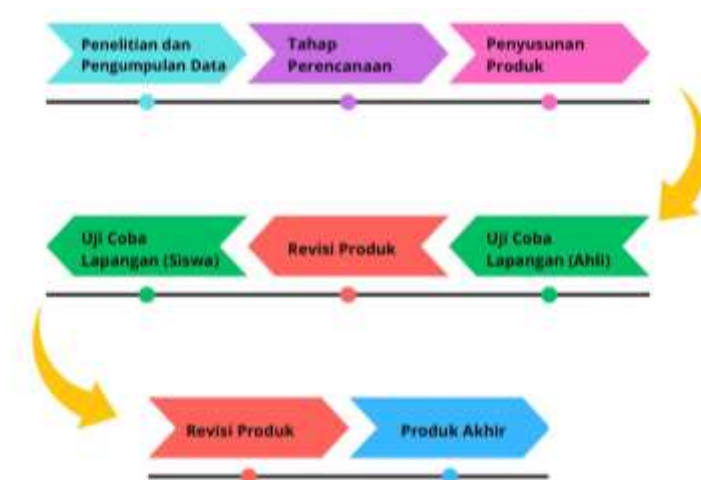 Penelitian dan
Pengumpulan Data
Tahap
Perencanaan
Penyusunan
Produk
Uji Coba
Lapangan (Ahli)
Revisi Produk
Uji Coba
Lapangan (Siswa)
Revisi Produk
Produk Akhir